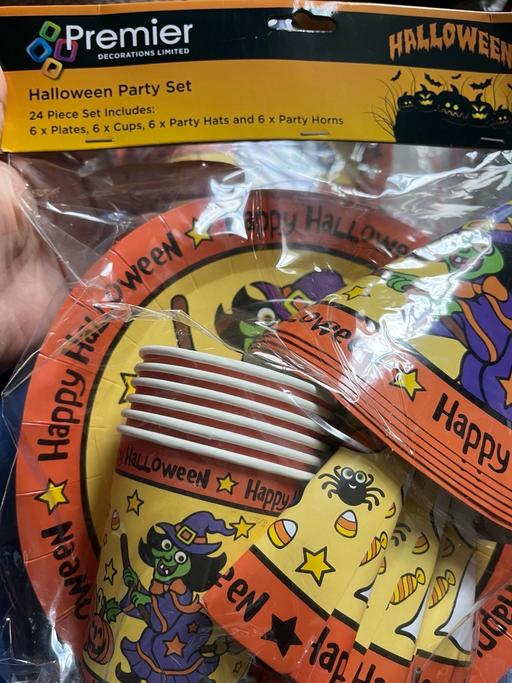 Premier
DECORATIONS LIMITED
HALLOWEEN
Halloween Party Set
24 Piece Set Includes:
6 x Plates, 6 x Cups, 6 x Party Hats and 6 x Party Horns
Happy Halloween
Happy Halloween
Happy
Halloween
Happy